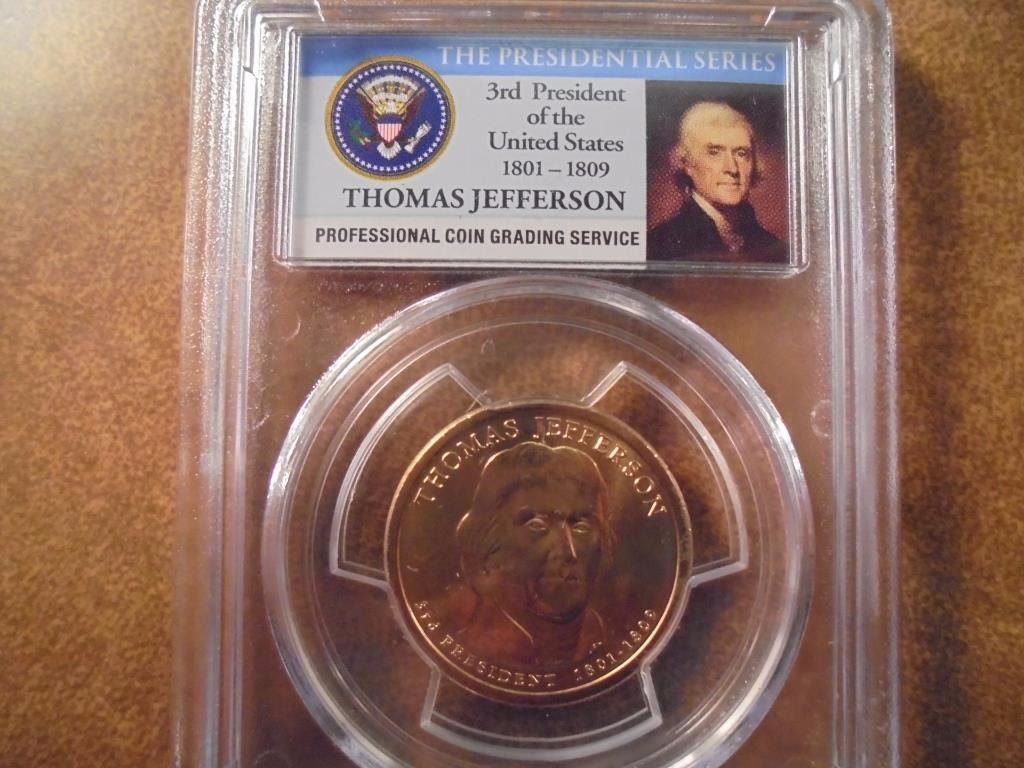 THE PRESIDENTIAL SERIES
3rd President
of the
United States
1801 – 1809
THOMAS JEFFERSON
PROFESSIONAL COIN GRADING SERVICE
THOMAS JEFFERSON
3rd PRESIDENT 1801-1809